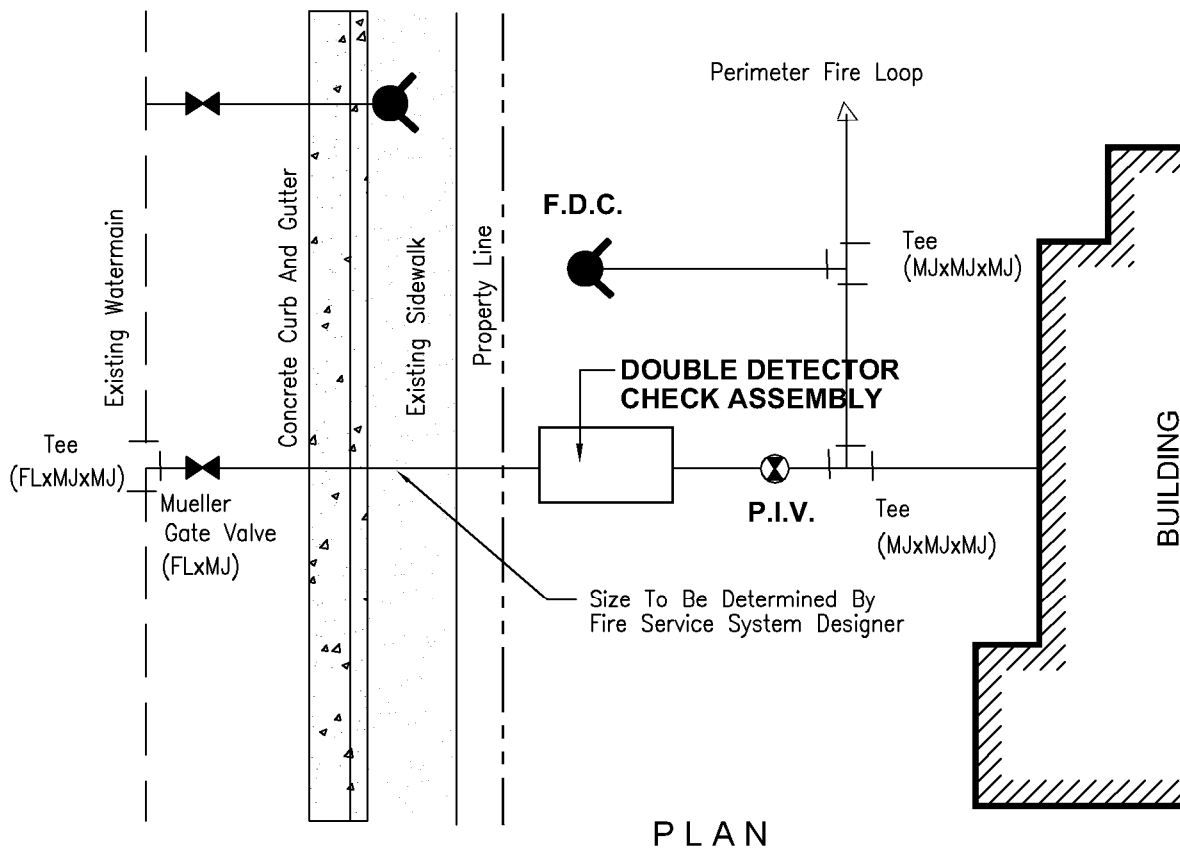 Perimeter Fire Loop
F.D.C.
Tee
(MJxMJxMJ)
Existing Watermain
Concrete Curb And Gutter
Existing Sidewalk
Property Line
DOUBLE DETECTOR
CHECK ASSEMBLY
Tee
(FLxMJxMJ)
Mueller
Gate Valve
(FLxMJ)
P.I.V.
Tee
(MJxMJxMJ)
BUILDING
Size To Be Determined By
Fire Service System Designer
PLAN